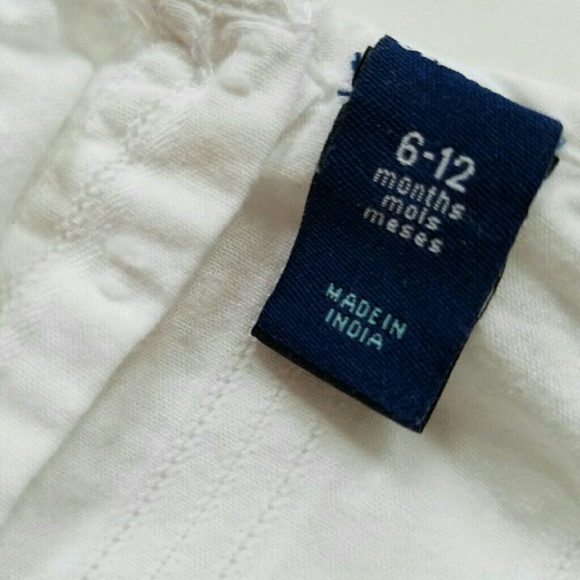 6-12
months
mois
meses
MADE IN
INDIA